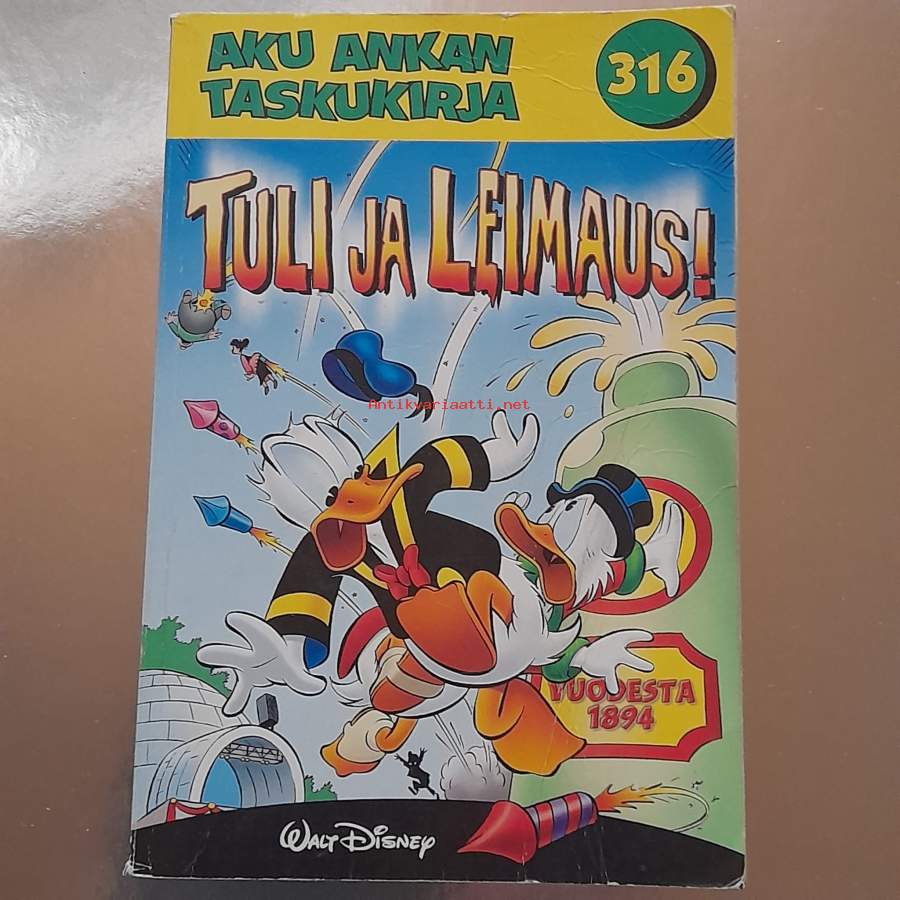 AKU ANKAN
TASKUKIRJA
316
TULI JA LEIMAUS!
Antikvariaatti.net
VUODESTA
1894
WALT DISNEY